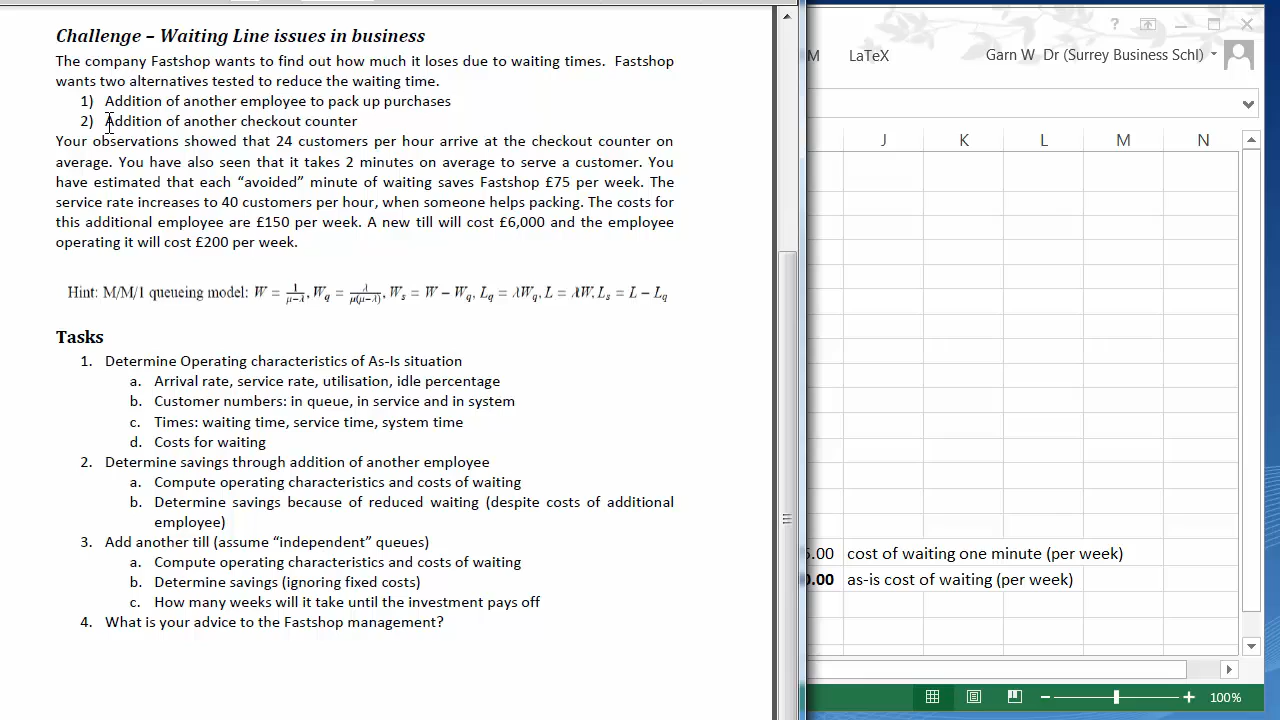 Challenge – Waiting Line issues in business
The company Fastshop wants to find out how much it loses due to waiting times. Fastshop
wants two alternatives tested to reduce the waiting time.
1) Addition of another employee to pack up purchases
2) Addition of another checkout counter
Your observations showed that 24 customers per hour arrive at the checkout counter on
average. You have also seen that it takes 2 minutes on average to serve a customer. You
have estimated that each “avoided” minute of waiting saves Fastshop £75 per week. The
service rate increases to 40 customers per hour, when someone helps packing. The costs for
this additional employee are £150 per week. A new till will cost £6,000 and the employee
operating it will cost £200 per week.
Hint: M/M/1 queueing model: W = 1/(μ−λ), Wq = λ/(μ(μ−λ)), Ws = W − Wq, Lq = λWq, L = λW, Ls = L − Lq
Tasks
1. Determine Operating characteristics of As-Is situation
a. Arrival rate, service rate, utilisation, idle percentage
b. Customer numbers: in queue, in service and in system
c. Times: waiting time, service time, system time
d. Costs for waiting
2. Determine savings through addition of another employee
a. Compute operating characteristics and costs of waiting
b. Determine savings because of reduced waiting (despite costs of additional
employee)
3. Add another till (assume “independent” queues)
a. Compute operating characteristics and costs of waiting
b. Determine savings (ignoring fixed costs)
c. How many weeks will it take until the investment pays off
4. What is your advice to the Fastshop management?
?
M LaTeX Garn W Dr (Surrey Business Schl)
J K L M N
5.00 cost of waiting one minute (per week)
0.00 as-is cost of waiting (per week)
100%